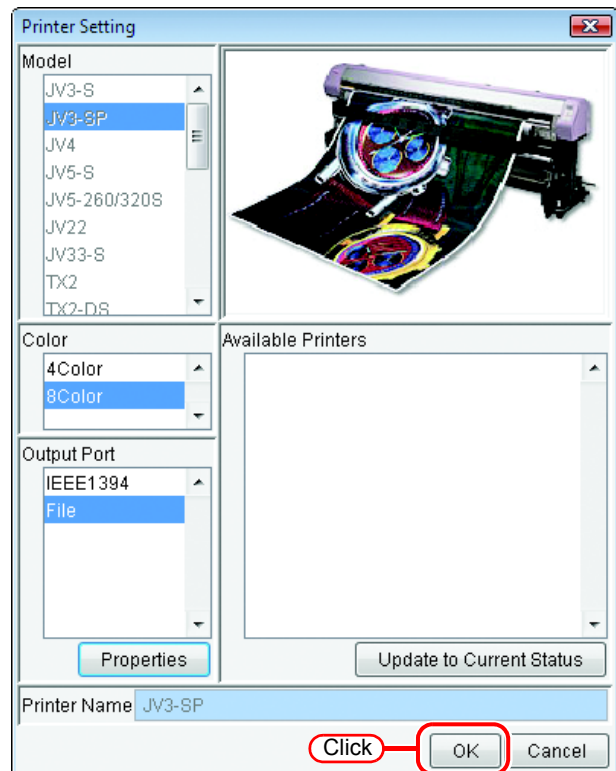 Printer Setting
Model
JV3-S
JV3-SP
JV4
JV5-S
JV5-260/320S
JV22
JV33-S
TX2
TX2-DS
Color
4Color
8Color
Output Port
IEEE1394
File
Properties
Available Printers
Update to Current Status
Printer Name JV3-SP
Click
OK
Cancel